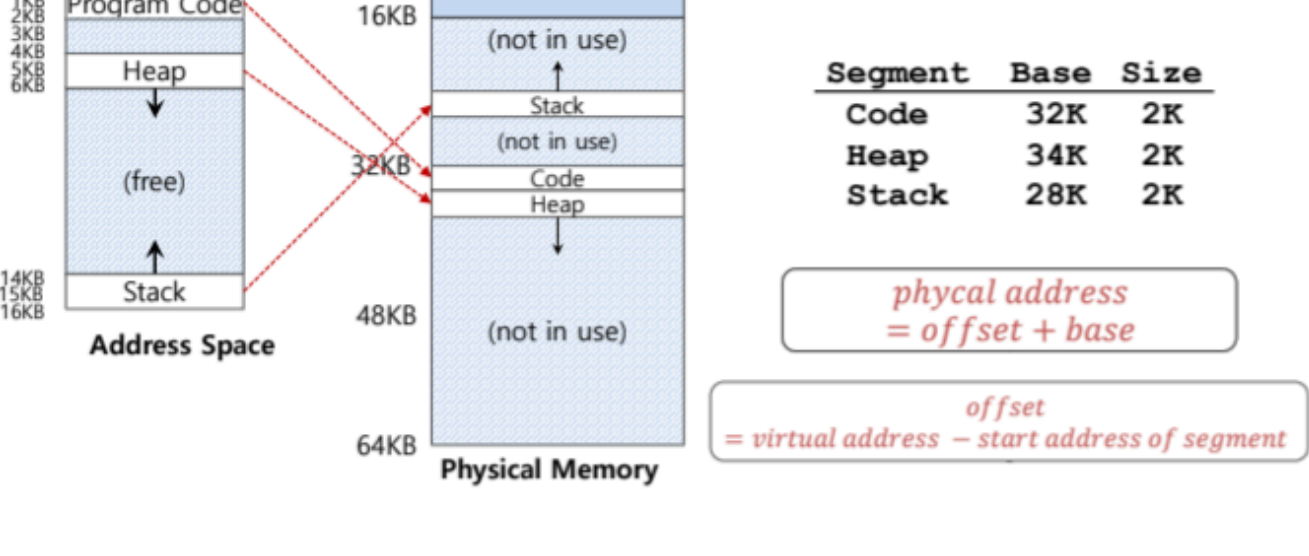 1KB
Program Code
2KB
3KB
4KB
5KB
Heap
6KB
(free)
14KB
15KB
Stack
16KB
Address Space
16KB
(not in use)
Stack
(not in use)
32KB
Code
Heap
48KB
(not in use)
64KB
Physical Memory
Segment Base Size
Code 32K 2K
Heap 34K 2K
Stack 28K 2K
phycal address
= offset + base
offset
= virtual address - start address of segment